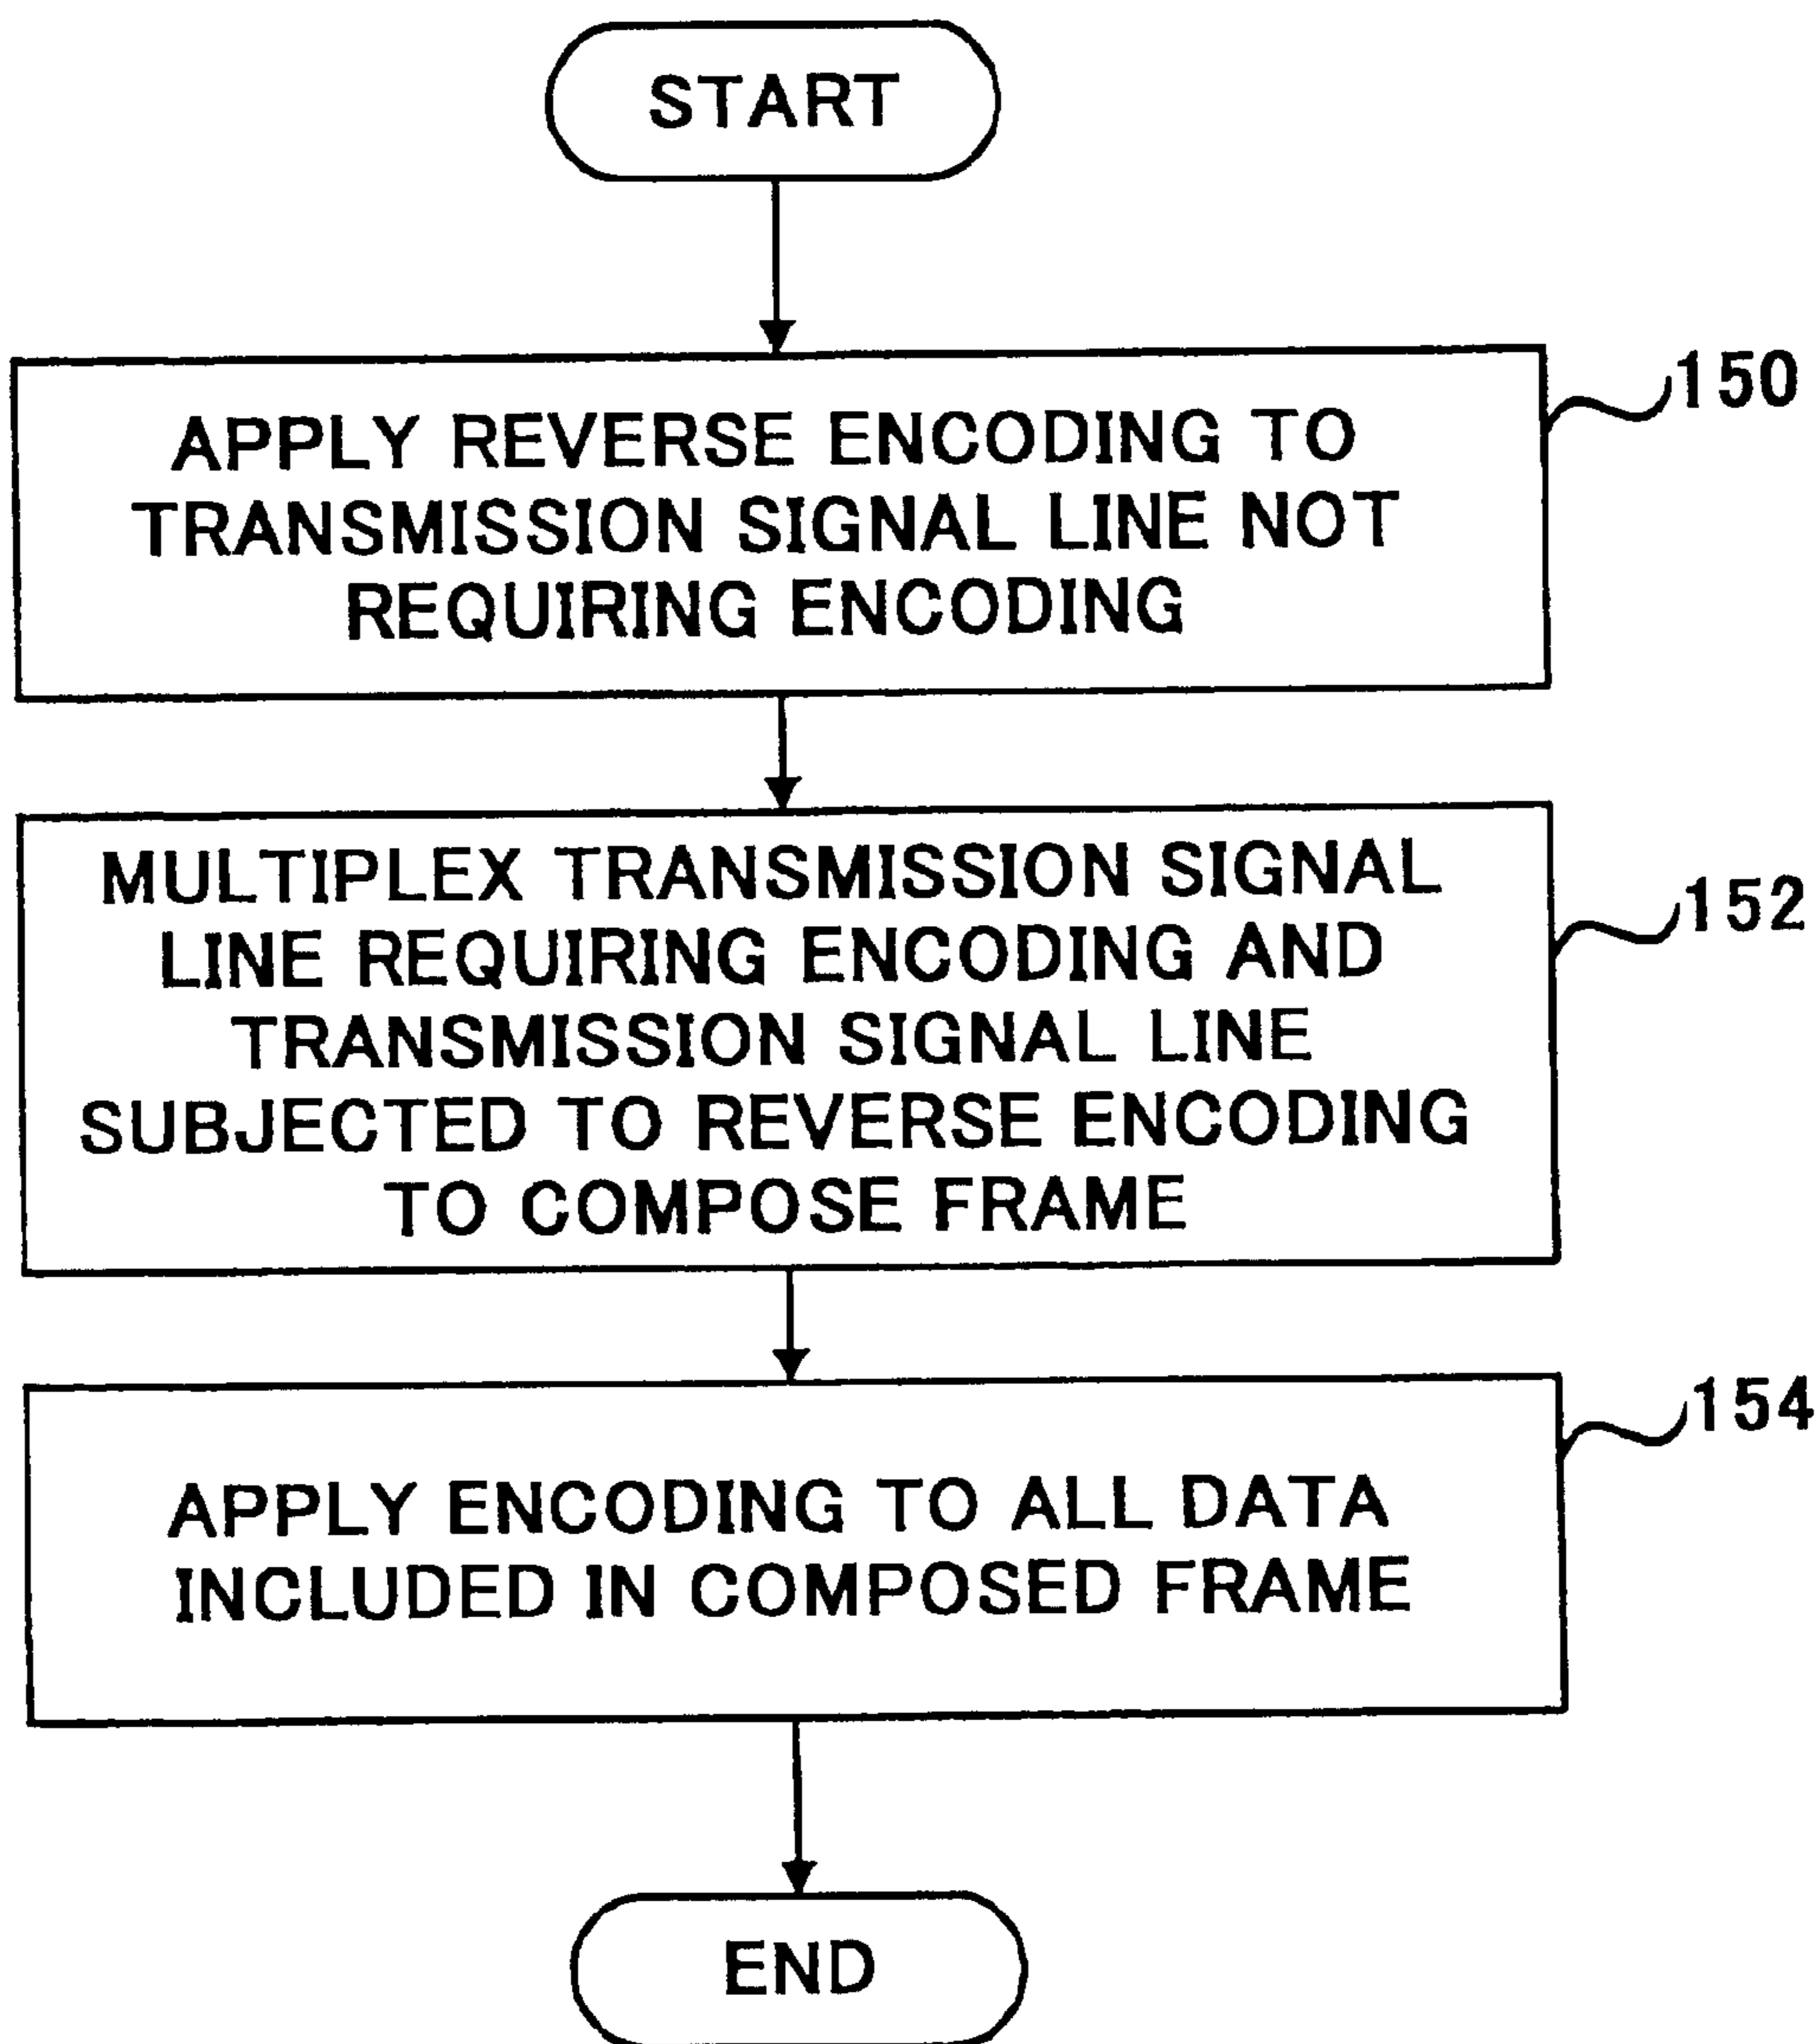 START
150
APPLY REVERSE ENCODING TO
TRANSMISSION SIGNAL LINE NOT
REQUIRING ENCODING
152
MULTIPLEX TRANSMISSION SIGNAL
LINE REQUIRING ENCODING AND
TRANSMISSION SIGNAL LINE
SUBJECTED TO REVERSE ENCODING
TO COMPOSE FRAME
154
APPLY ENCODING TO ALL DATA
INCLUDED IN COMPOSED FRAME
END